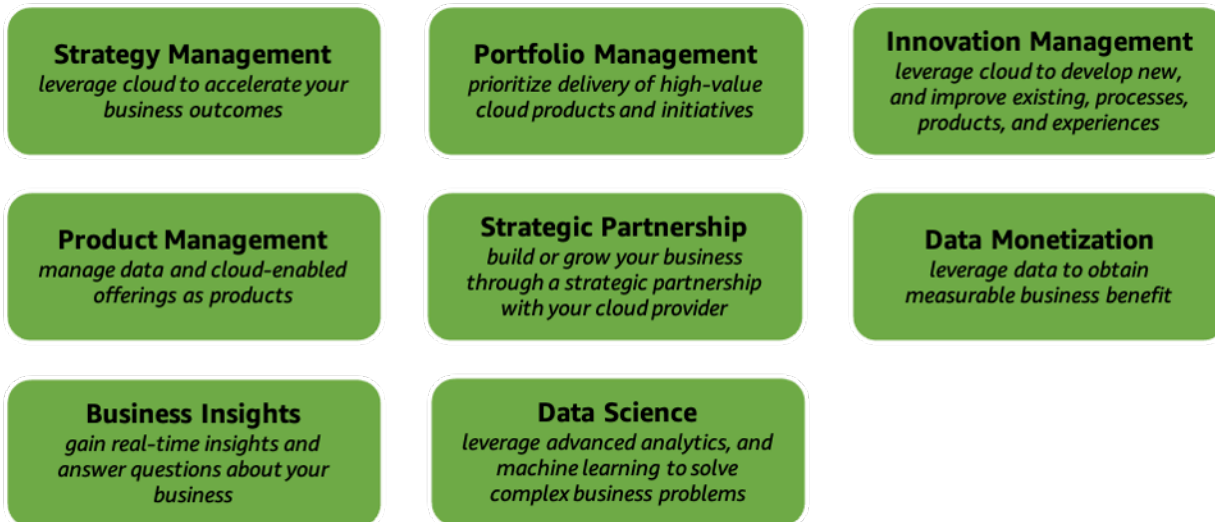 Strategy Management
leverage cloud to accelerate your
business outcomes
Portfolio Management
prioritize delivery of high-value
cloud products and initiatives
Innovation Management
leverage cloud to develop new,
and improve existing, processes,
products, and experiences
Product Management
manage data and cloud-enabled
offerings as products
Strategic Partnership
build or grow your business
through a strategic partnership
with your cloud provider
Data Monetization
leverage data to obtain
measurable business benefit
Business Insights
gain real-time insights and
answer questions about your
business
Data Science
leverage advanced analytics, and
machine learning to solve
complex business problems